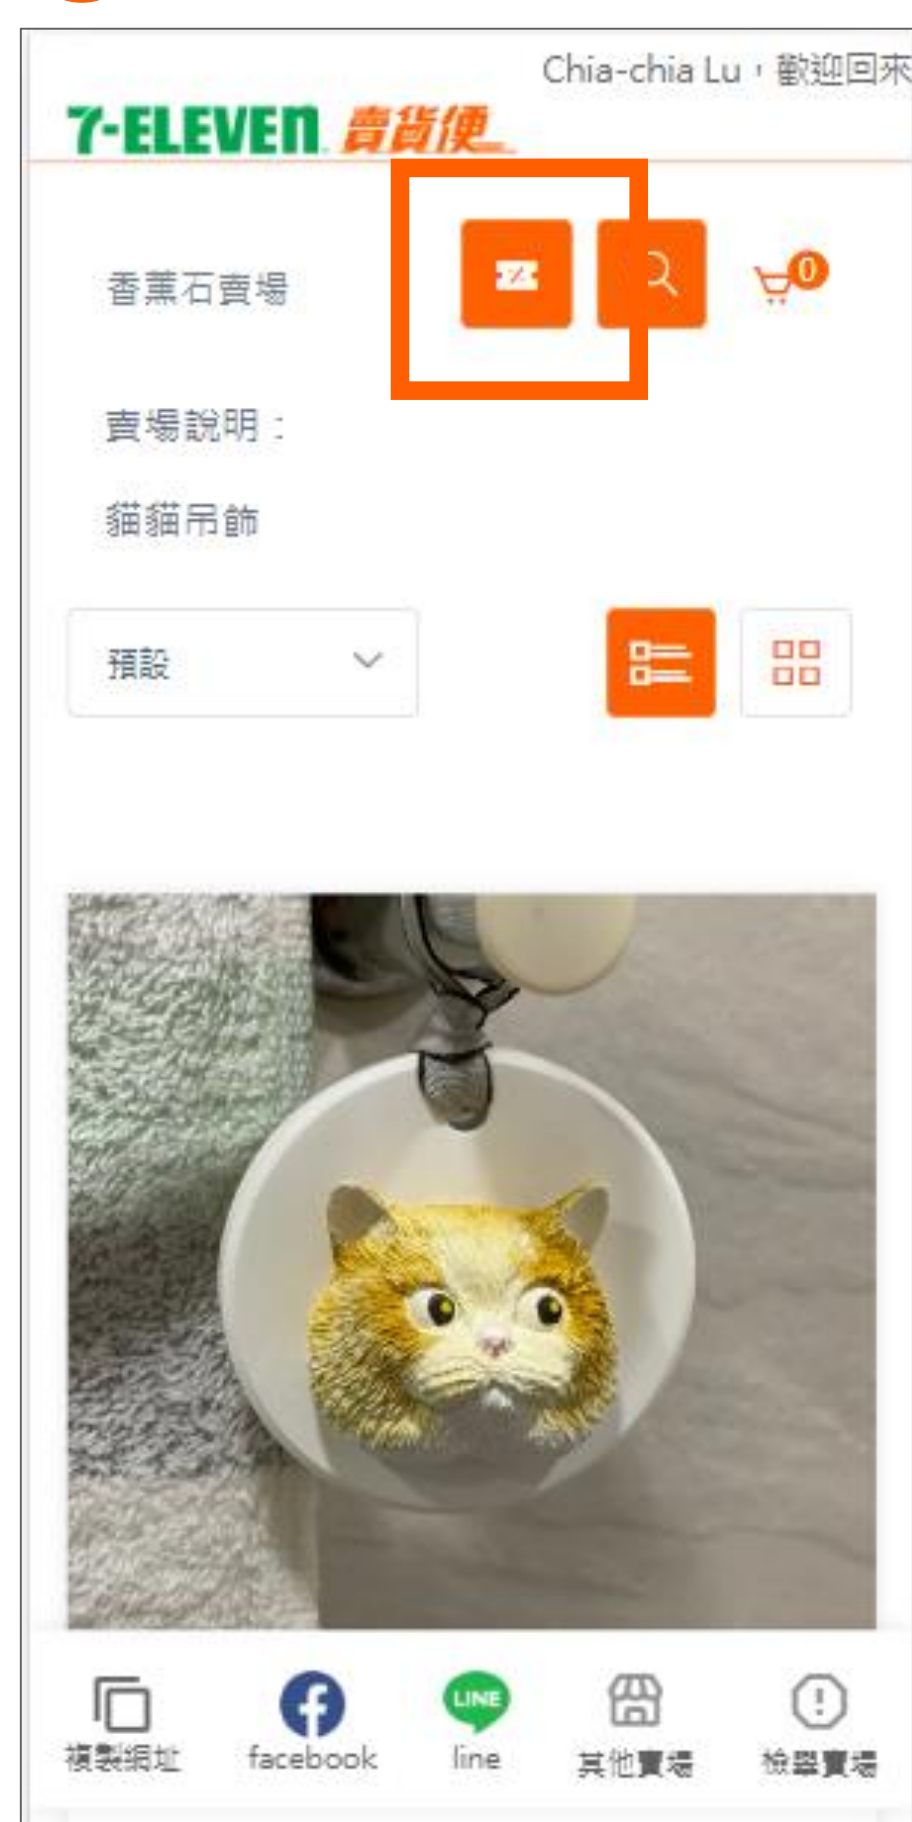 Chia-chia Lu，歡迎回來
7-ELEVEN 賣貨便
香薰石賣場
0
賣場說明：
貓貓吊飾
預設
複製網址
facebook
LINE
line
其他賣場
檢舉賣場